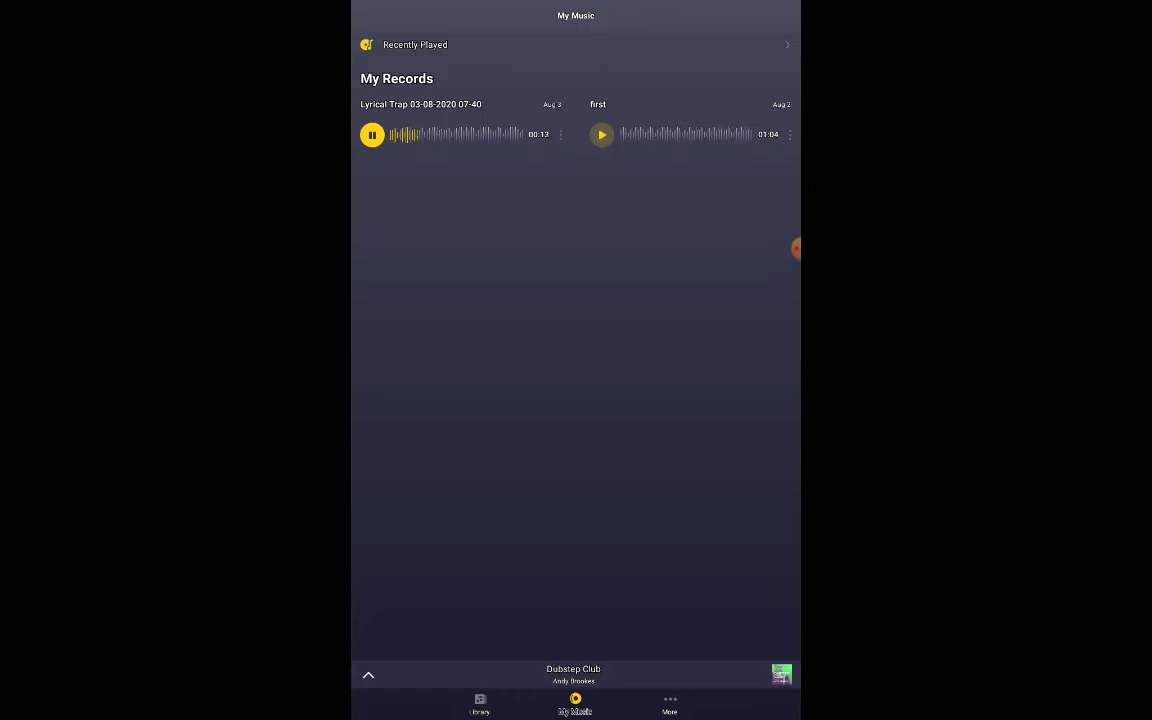 My Music
Recently Played
My Records
Lyrical Trap 03-08-2020 07-40
Aug 3
first
Aug 2
00:13
01:04
Dubstep Club
Andy Brookes
Library
My Music
More